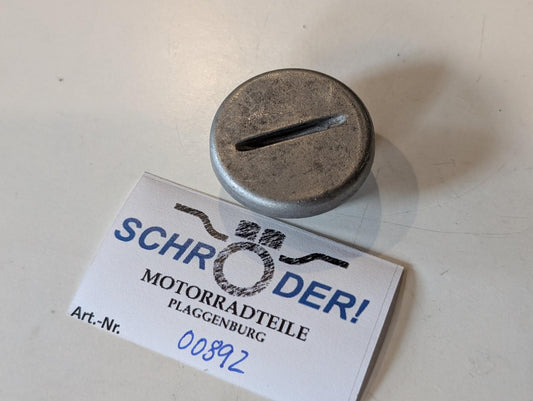 SCHRÖDER!
MOTORRADTEILE
PLAGGENBURG
Art.-Nr.
00892